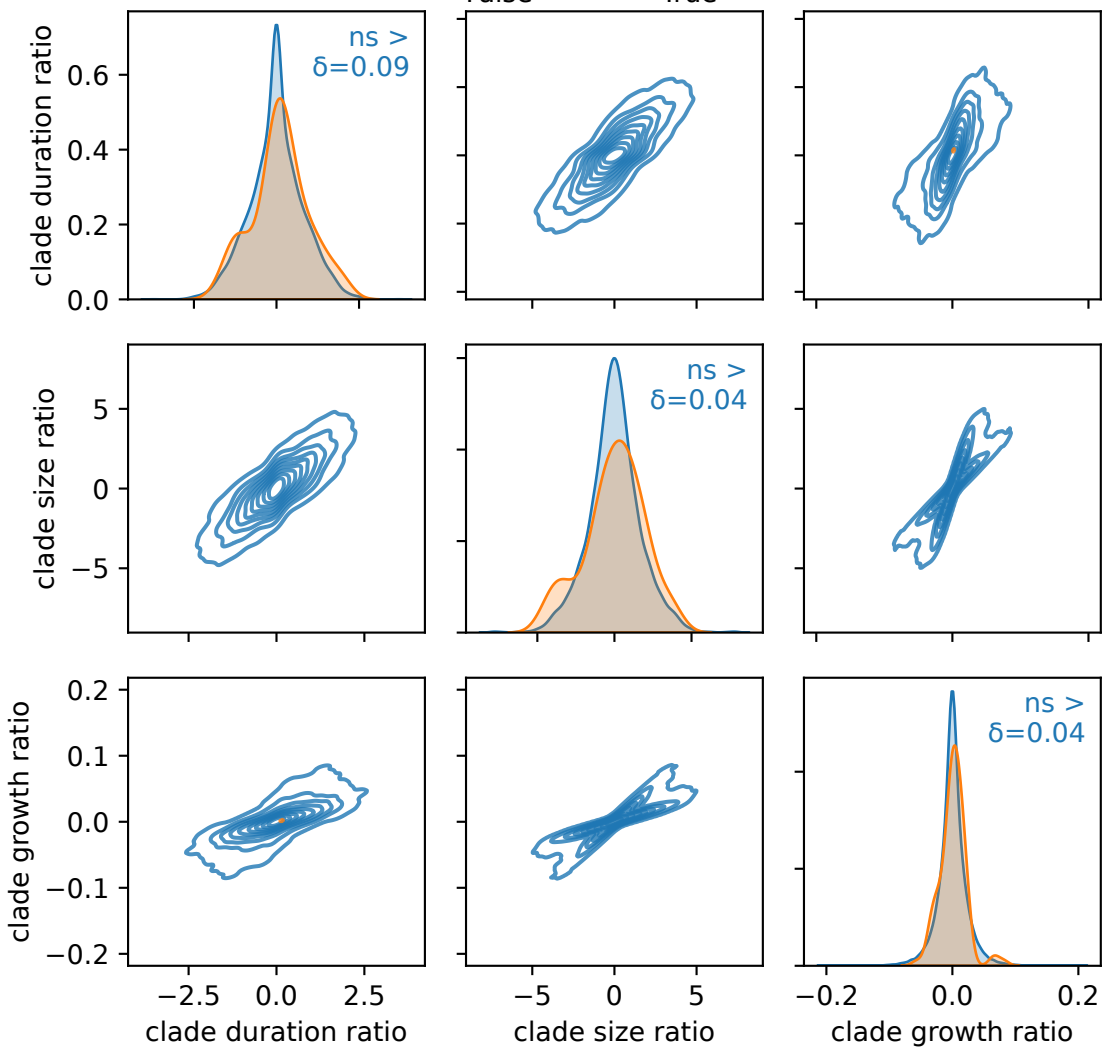 False True
clade duration ratio
0.6
0.4
0.2
0.0
ns >
δ=0.09
clade size ratio
5
0
−5
ns >
δ=0.04
clade growth ratio
0.2
0.1
0.0
−0.1
−0.2
ns >
δ=0.04
−2.5 0.0 2.5
−5 0 5
−0.2 0.0 0.2
clade duration ratio
clade size ratio
clade growth ratio